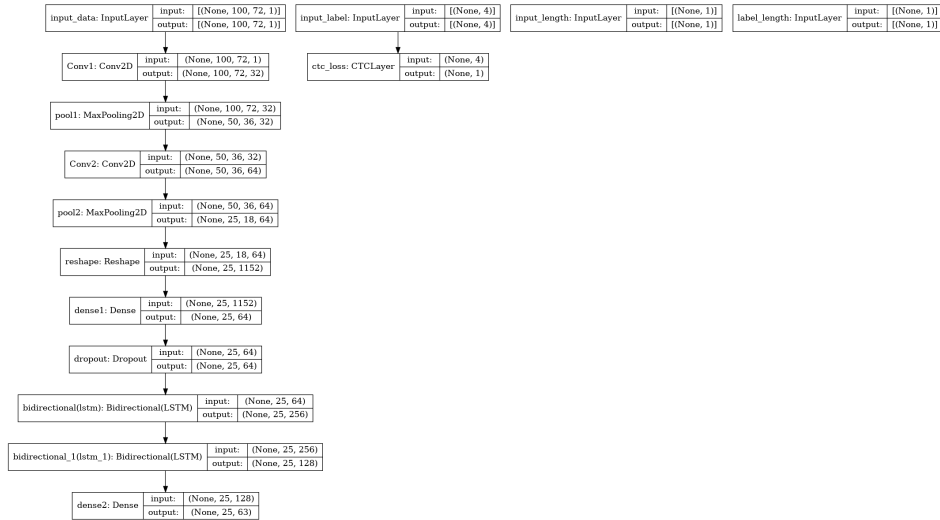 input_data: InputLayer input: [(None, 100, 72, 1)]
output: [(None, 100, 72, 1)]
input_label: InputLayer input: [(None, 4)]
output: [(None, 4)]
input_length: InputLayer input: [(None, 1)]
output: [(None, 1)]
label_length: InputLayer input: [(None, 1)]
output: [(None, 1)]
Conv1: Conv2D input: (None, 100, 72, 1)
output: (None, 100, 72, 32)
ctc_loss: CTCLayer input: (None, 4)
output: (None, 1)
pool1: MaxPooling2D input: (None, 100, 72, 32)
output: (None, 50, 36, 32)
Conv2: Conv2D input: (None, 50, 36, 32)
output: (None, 50, 36, 64)
pool2: MaxPooling2D input: (None, 50, 36, 64)
output: (None, 25, 18, 64)
reshape: Reshape input: (None, 25, 18, 64)
output: (None, 25, 1152)
dense1: Dense input: (None, 25, 1152)
output: (None, 25, 64)
dropout: Dropout input: (None, 25, 64)
output: (None, 25, 64)
bidirectional(lstm): Bidirectional(LSTM) input: (None, 25, 64)
output: (None, 25, 256)
bidirectional_1(lstm_1): Bidirectional(LSTM) input: (None, 25, 256)
output: (None, 25, 128)
dense2: Dense input: (None, 25, 128)
output: (None, 25, 63)